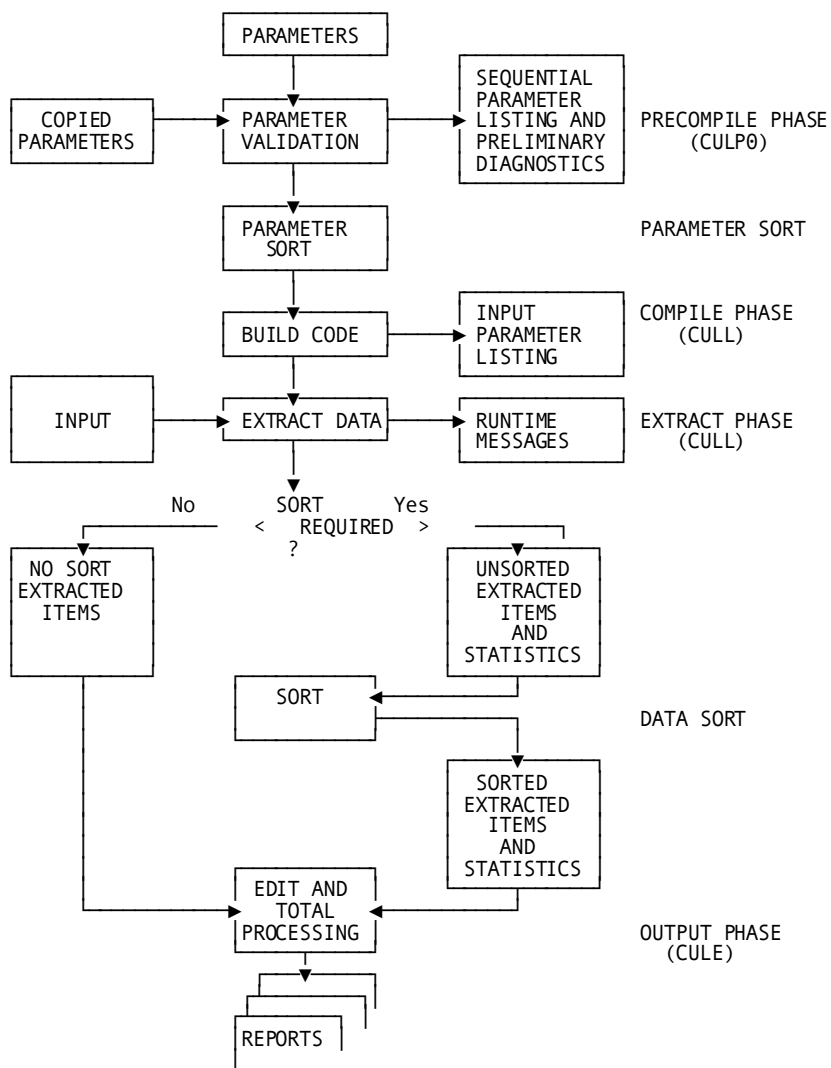 PARAMETERS
COPIED
PARAMETERS
PARAMETER
VALIDATION
SEQUENTIAL
PARAMETER
LISTING AND
PRELIMINARY
DIAGNOSTICS
PRECOMPILE PHASE
(CULP0)
PARAMETER
SORT
PARAMETER SORT
BUILD CODE
INPUT
PARAMETER
LISTING
COMPILE PHASE
(CULL)
INPUT
EXTRACT DATA
RUNTIME
MESSAGES
EXTRACT PHASE
(CULL)
No SORT Yes
< REQUIRED >
?
NO SORT
EXTRACTED
ITEMS
UNSORTED
EXTRACTED
ITEMS
AND
STATISTICS
SORT
DATA SORT
SORTED
EXTRACTED
ITEMS
AND
STATISTICS
EDIT AND
TOTAL
PROCESSING
OUTPUT PHASE
(CULE)
REPORTS